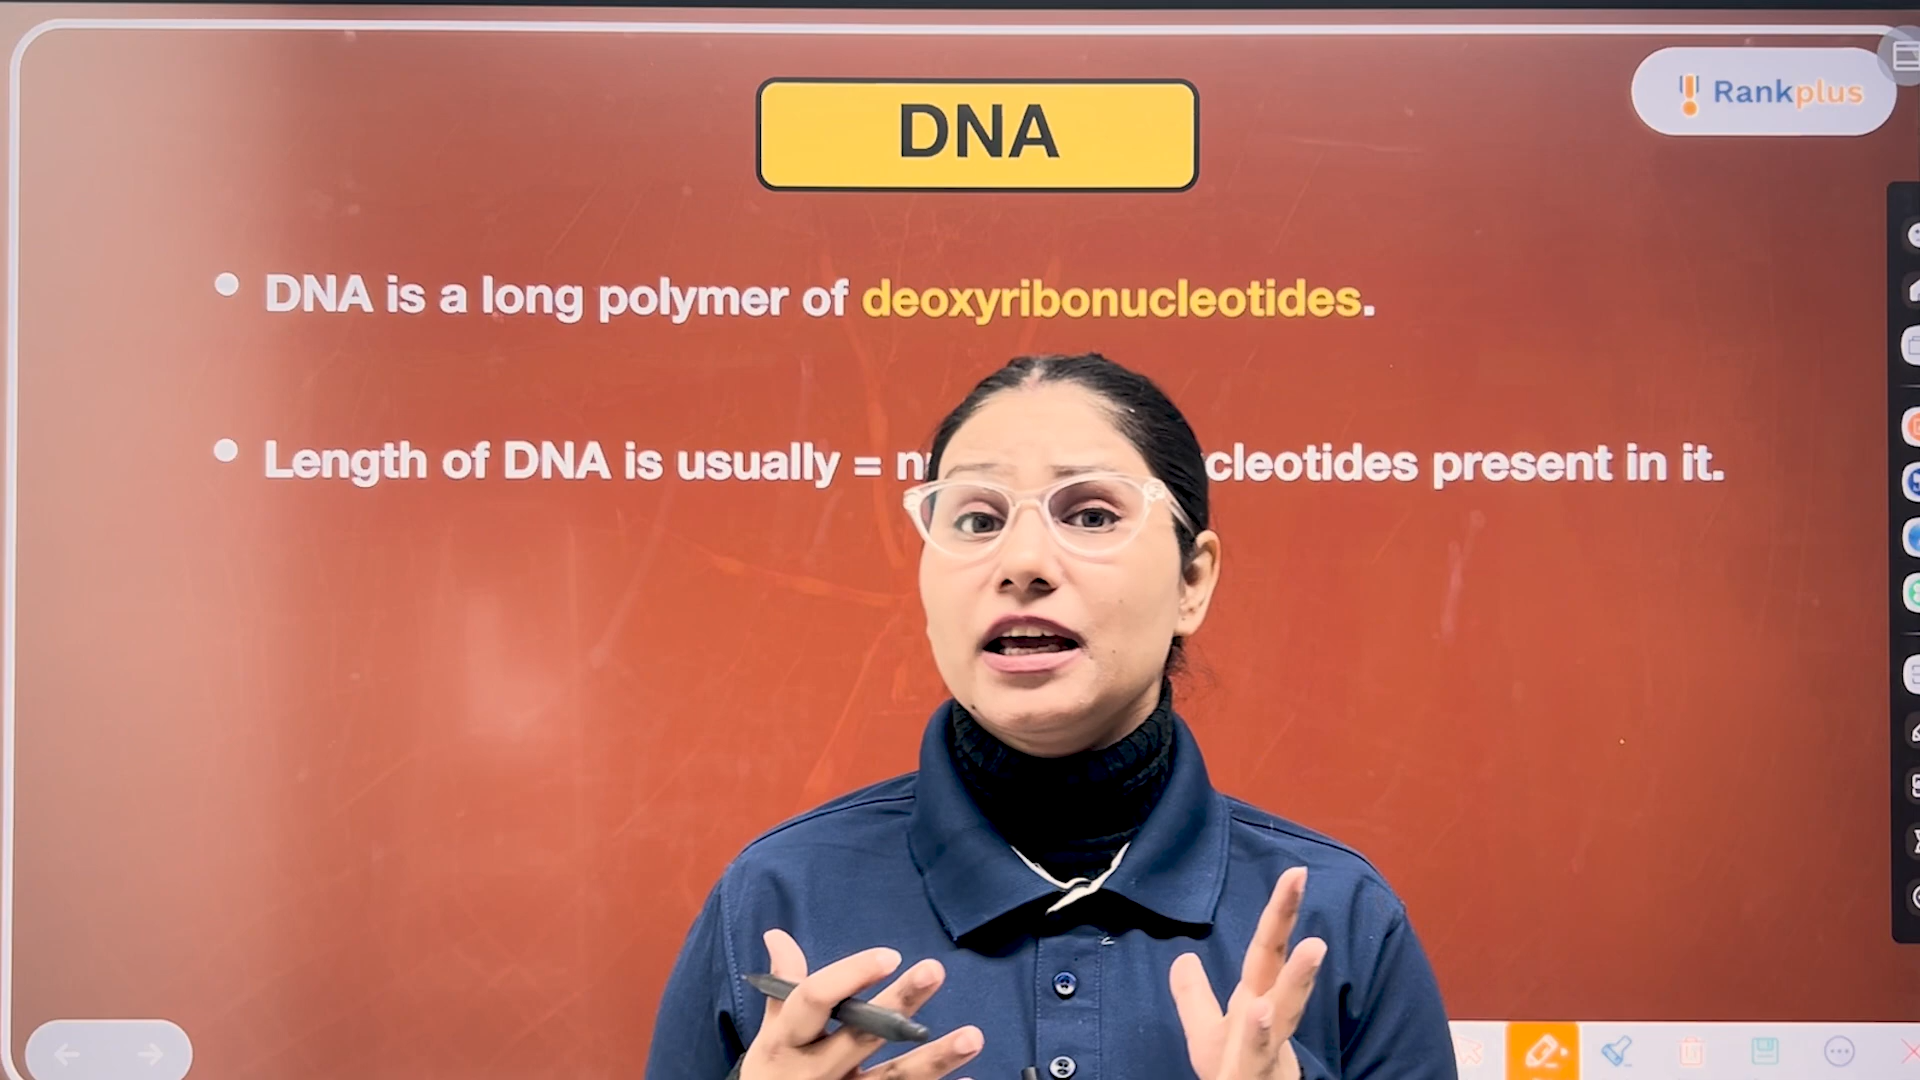 Rankplus
DNA
• DNA is a long polymer of deoxyribonucleotides.
• Length of DNA is usually = cleotides present in it.